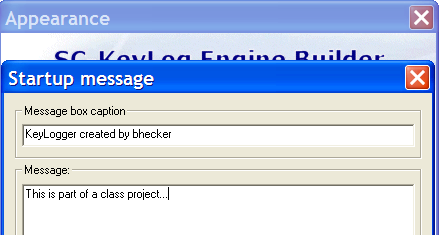 Appearance
SC-KeyLog Engine Builder
Startup message
Message box caption
KeyLogger created by bhecker
Message:
This is part of a class project...